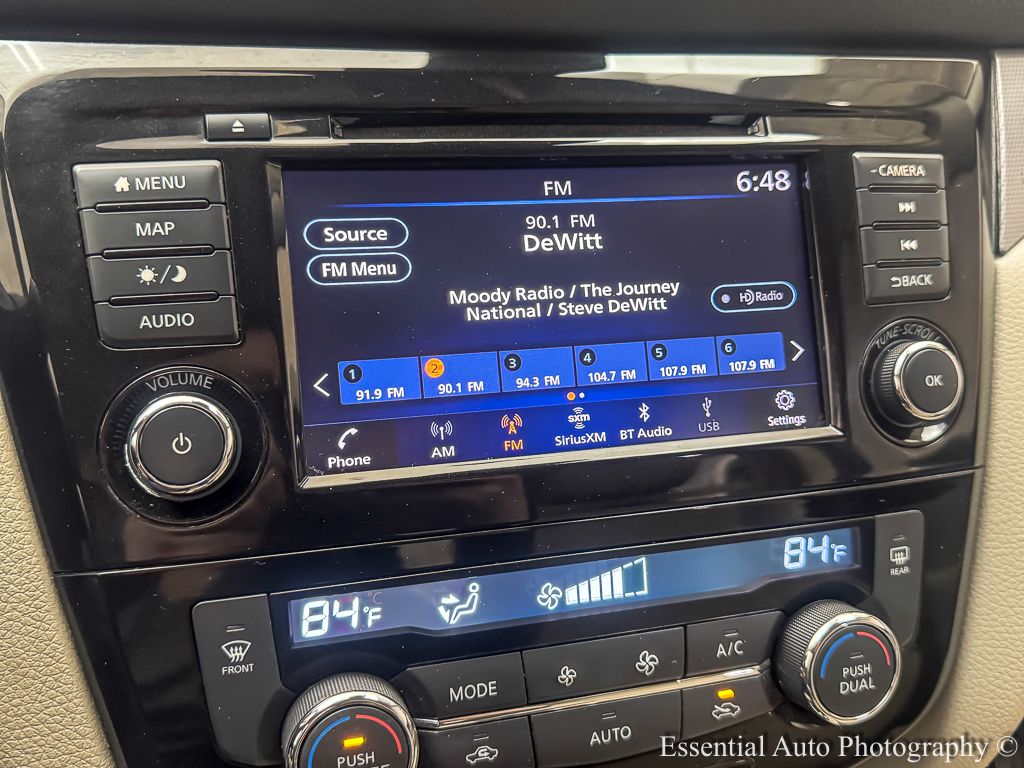 MENU
MAP
AUDIO
VOLUME
FM
6:48
Source
FM Menu
90.1 FM
DeWitt
Moody Radio / The Journey
National / Steve DeWitt
HD Radio
1 2 3 4 5 6
91.9 FM 90.1 FM 94.3 FM 104.7 FM 107.9 FM 107.9 FM
Phone AM FM SiriusXM BT Audio USB Settings
sxm
CAMERA
BACK
TUNE-SCROLL
OK
84°F
84°F
FRONT
REAR
MODE
A/C
AUTO
PUSH
PUSH
DUAL
Essential Auto Photography ©